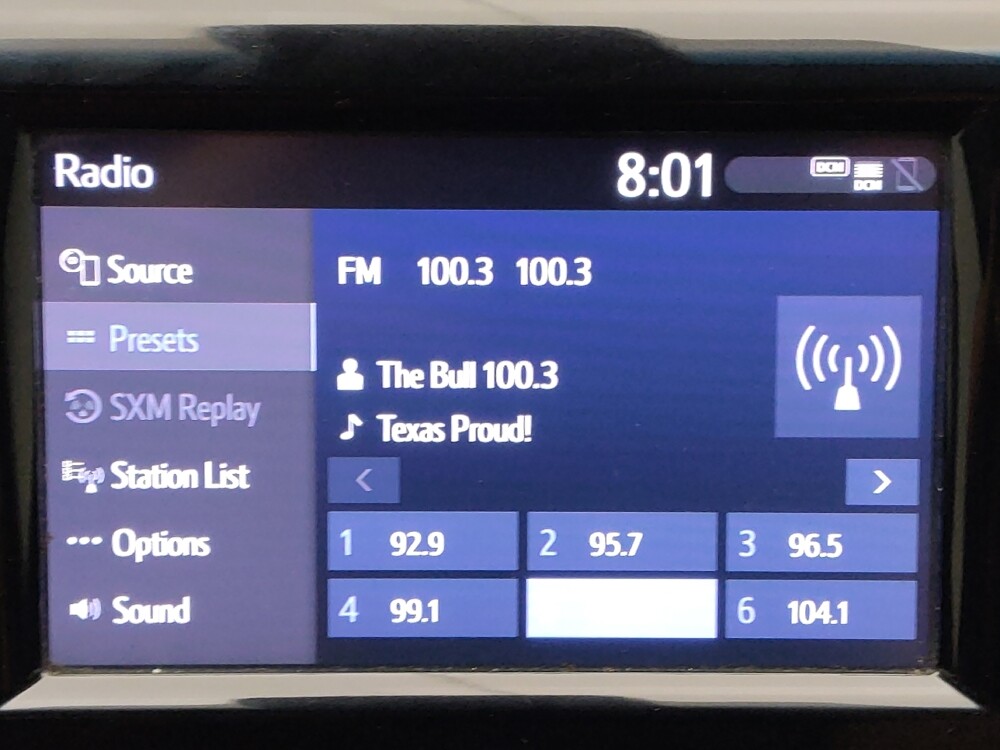 Radio
8:01
DCM
DCM
Source
Presets
SXM Replay
Station List
Options
Sound
FM 100.3 100.3
The Bull 100.3
Texas Proud!
<
>
1 92.9
2 95.7
3 96.5
4 99.1
6 104.1